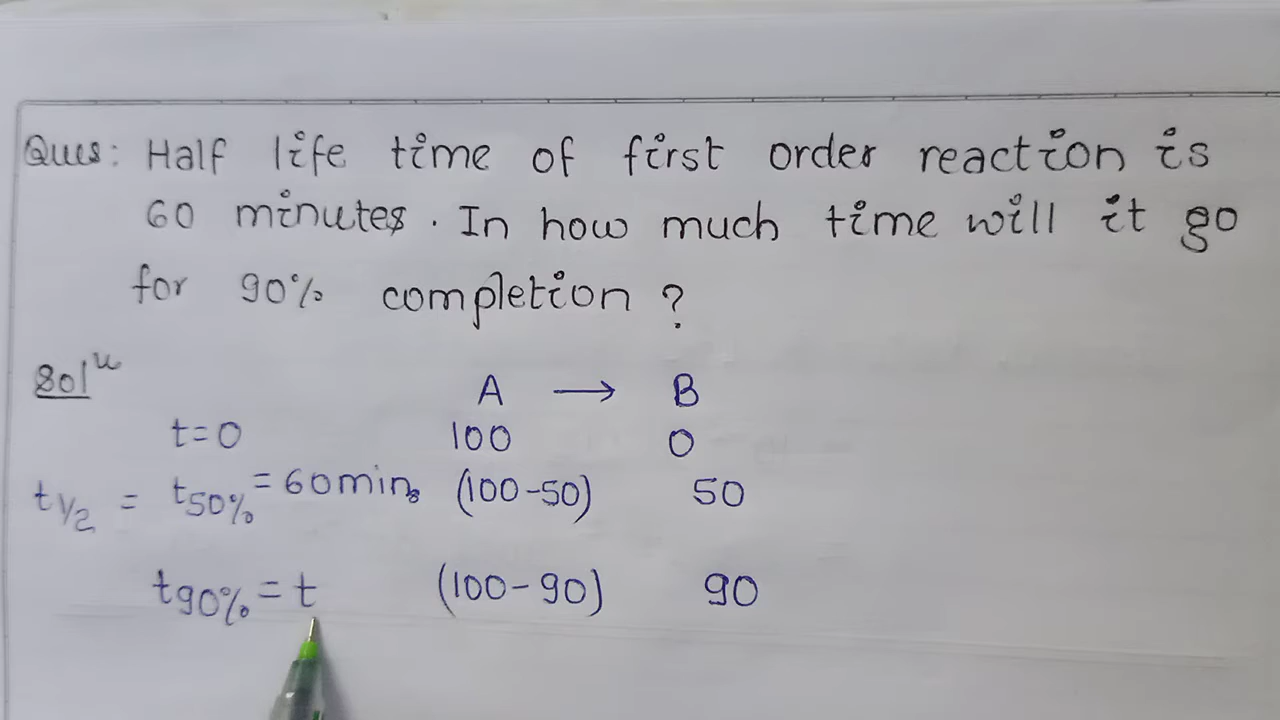 Ques: Half life time of first order reaction is
60 minutes. In how much time will it go
for 90% completion?
Solⁿ
A → B
t=0 100 0
t1/2 = t50% = 60 min. (100-50) 50
t90% = t (100-90) 90